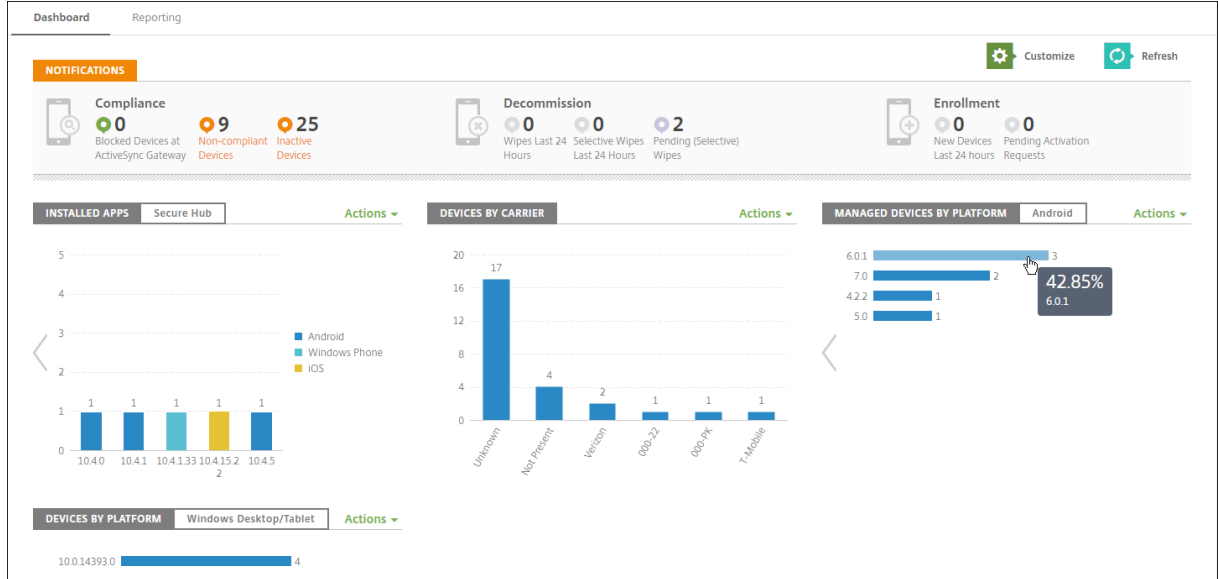 Dashboard Reporting
Customize Refresh
NOTIFICATIONS
Compliance
0 9 25
Blocked Devices at Non-compliant Inactive
ActiveSync Gateway Devices Devices
Decommission
0 0 2
Wipes Last 24 Selective Wipes Pending (Selective)
Hours Last 24 Hours Wipes
Enrollment
0 0
New Devices Pending Activation
Last 24 hours Requests
INSTALLED APPS Secure Hub Actions
5
4
3
2
1
0
1 1 1 1 1
10.4.0 10.4.1 10.4.1.33 10.4.15.2 10.4.5
2
Android
Windows Phone
iOS
DEVICES BY CARRIER Actions
20
16
12
8
4
0
17
4
2
1
1
1
Unknown
Not Present
Verizon
000-22
000-PK
T-Mobile
MANAGED DEVICES BY PLATFORM Android Actions
6.0.1 3
7.0 2
4.2.2 1
5.0 1
42.85%
6.0.1
DEVICES BY PLATFORM Windows Desktop/Tablet Actions
10.0.14393.0 4